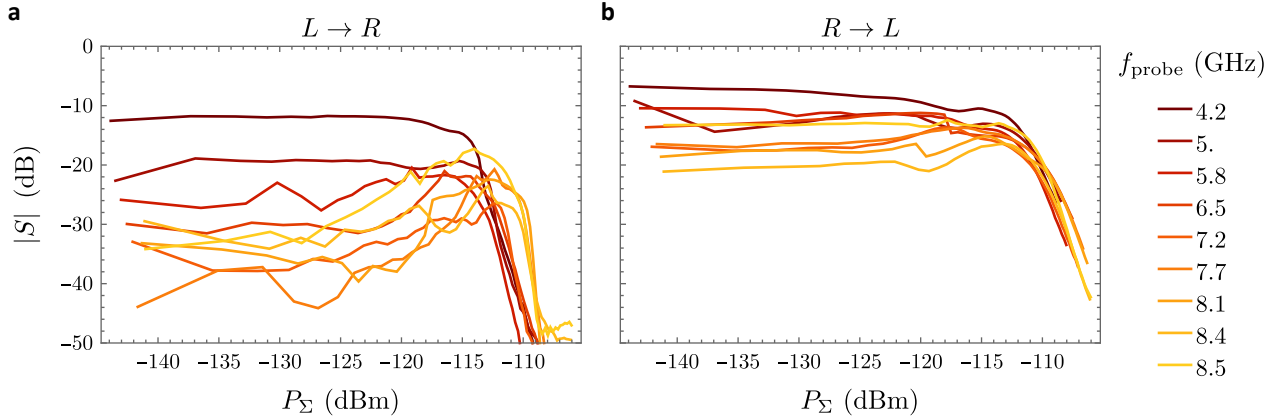 a
L → R
|S| (dB)
0
−10
−20
−30
−40
−50
−140 −135 −130 −125 −120 −115 −110
P_Σ (dBm)
b
R → L
−140 −135 −130 −125 −120 −115 −110
P_Σ (dBm)
f_probe (GHz)
4.2
5.
5.8
6.5
7.2
7.7
8.1
8.4
8.5